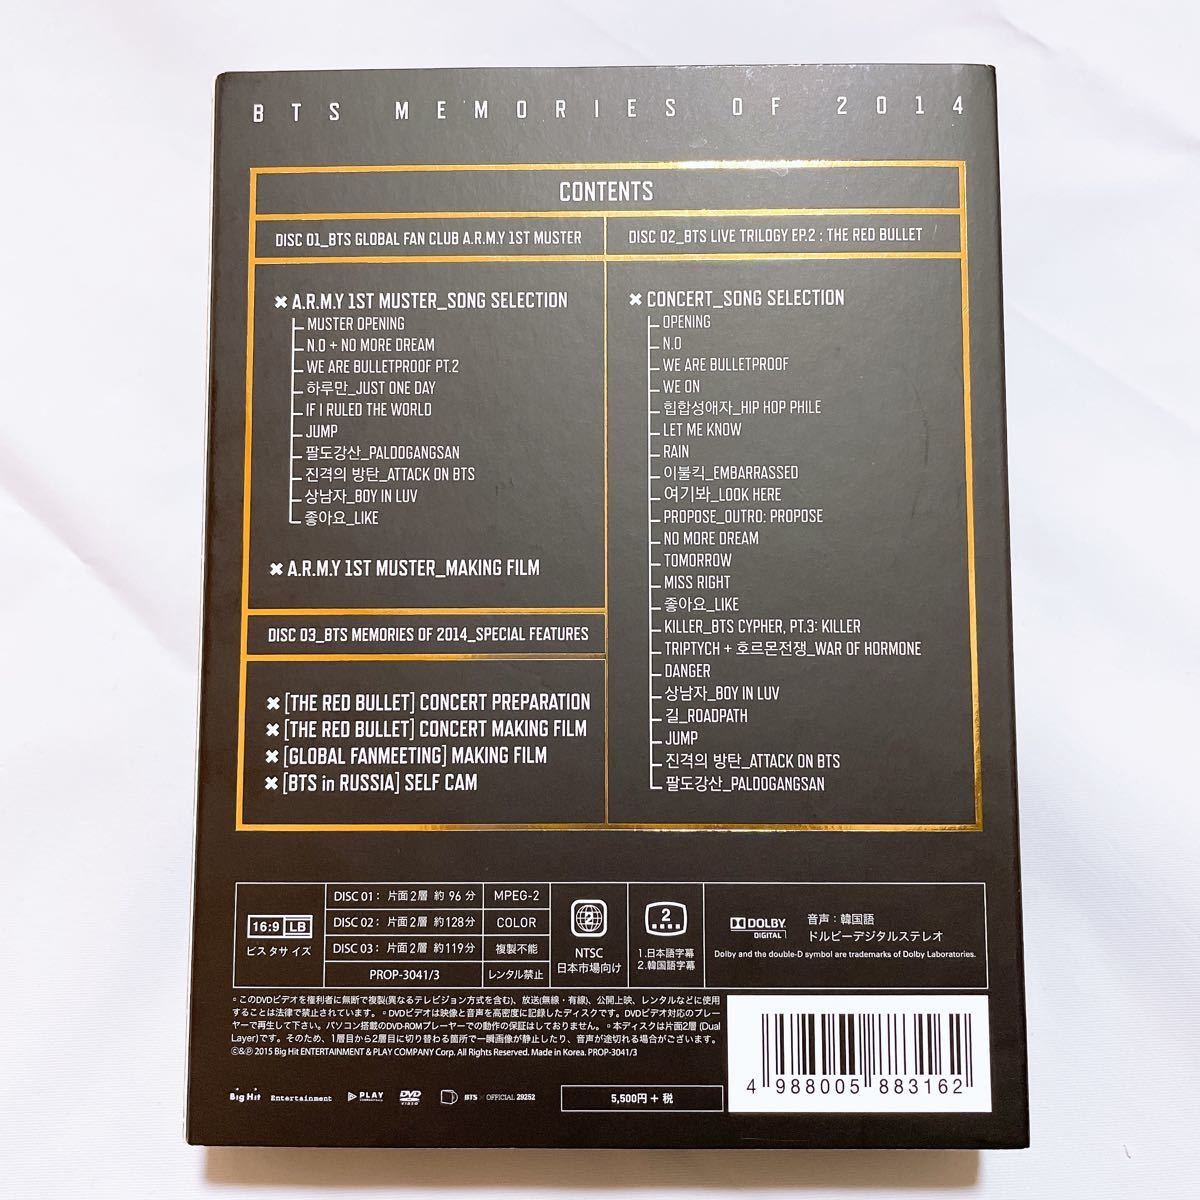 BTS MEMORIES OF 2014
CONTENTS
DISC 01_BTS GLOBAL FAN CLUB A.R.M.Y 1ST MUSTER
✖ A.R.M.Y 1ST MUSTER_SONG SELECTION
MUSTER OPENING
N.O + NO MORE DREAM
WE ARE BULLETPROOF PT.2
하루만_JUST ONE DAY
IF I RULED THE WORLD
JUMP
팔도강산_PALDOGANGSAN
진격의 방탄_ATTACK ON BTS
상남자_BOY IN LUV
좋아요_LIKE
✖ A.R.M.Y 1ST MUSTER_MAKING FILM
DISC 03_BTS MEMORIES OF 2014_SPECIAL FEATURES
✖ [THE RED BULLET] CONCERT PREPARATION
✖ [THE RED BULLET] CONCERT MAKING FILM
✖ [GLOBAL FANMEETING] MAKING FILM
✖ [BTS in RUSSIA] SELF CAM
DISC 02_BTS LIVE TRILOGY EP.2 : THE RED BULLET
✖ CONCERT_SONG SELECTION
OPENING
N.O
WE ARE BULLETPROOF
WE ON
힙합성애자_HIP HOP PHILE
LET ME KNOW
RAIN
이불킥_EMBARRASSED
여기봐_LOOK HERE
PROPOSE_OUTRO: PROPOSE
NO MORE DREAM
TOMORROW
MISS RIGHT
좋아요_LIKE
KILLER_BTS CYPHER, PT.3: KILLER
TRIPTYCH + 호르몬전쟁_WAR OF HORMONE
DANGER
상남자_BOY IN LUV
길_ROADPATH
JUMP
진격의 방탄_ATTACK ON BTS
팔도강산_PALDOGANGSAN
16:9 LB
ビスタサイズ
DISC 01: 片面2層 約96分
DISC 02: 片面2層 約128分
DISC 03: 片面2層 約119分
PROP-3041/3
MPEG-2
COLOR
複製不能
レンタル禁止
2
NTSC
日本市場向け
2
1.日本語字幕
2.韓国語字幕
DOLBY
DIGITAL
音声：韓国語
ドルビーデジタルステレオ
Dolby and the double-D symbol are trademarks of Dolby Laboratories.
▫このDVDビデオを権利者に無断で複製(異なるテレビジョン方式を含む)、放送(無線・有線)、公開上映、レンタルなどに使用
することは法律で禁止されています。▫DVDビデオは映像と音声を高密度に記録したディスクです。DVDビデオ対応のプレー
ヤーで再生して下さい。パソコン搭載のDVD-ROMプレーヤーでの動作の保証はしておりません。▫本ディスクは片面2層 (Dual
Layer)です。そのため、1層目から2層目に切り替わる箇所で一瞬画像が静止したり、音声が途切れる場合がございます。
©&℗ 2015 Big Hit ENTERTAINMENT & PLAY COMPANY Corp. All Rights Reserved. Made in Korea. PROP-3041/3
Big Hit Entertainment
PLAY
DVD
VIDEO
BTS × OFFICIAL 29252
5,500円 + 税
4 988005 883162